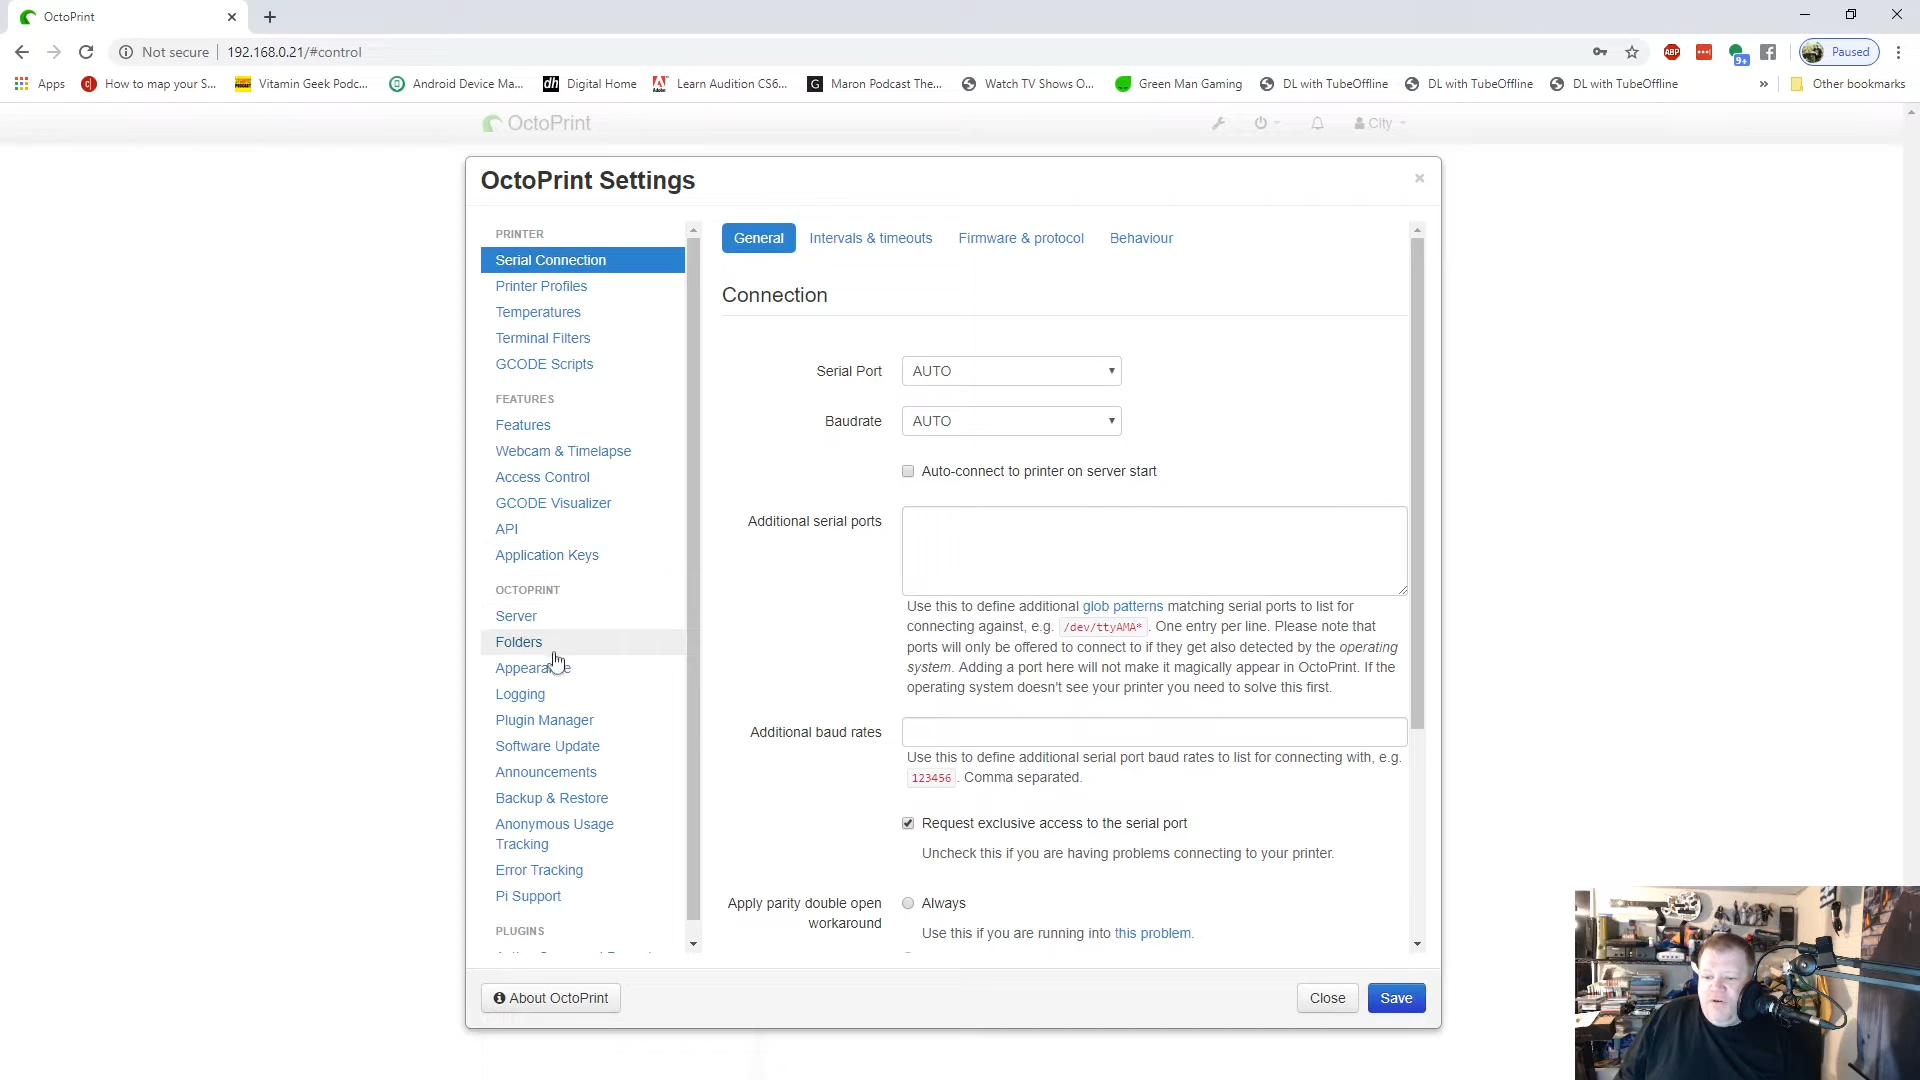 OctoPrint
Not secure | 192.168.0.21/#control
ABP
9+
Paused
Apps
How to map your S...
Vitamin Geek Podc...
Android Device Ma...
dh Digital Home
Learn Audition CS6...
G Maron Podcast The...
Watch TV Shows O...
Green Man Gaming
DL with TubeOffline
DL with TubeOffline
DL with TubeOffline
» Other bookmarks
OctoPrint
City
OctoPrint Settings
×
PRINTER
Serial Connection
Printer Profiles
Temperatures
Terminal Filters
GCODE Scripts
FEATURES
Features
Webcam & Timelapse
Access Control
GCODE Visualizer
API
Application Keys
OCTOPRINT
Server
Folders
Appearance
Logging
Plugin Manager
Software Update
Announcements
Backup & Restore
Anonymous Usage
Tracking
Error Tracking
Pi Support
PLUGINS
General Intervals & timeouts Firmware & protocol Behaviour
Connection
Serial Port AUTO
Baudrate AUTO
Auto-connect to printer on server start
Additional serial ports
Use this to define additional glob patterns matching serial ports to list for
connecting against, e.g. /dev/ttyAMA* . One entry per line. Please note that
ports will only be offered to connect to if they get also detected by the operating
system. Adding a port here will not make it magically appear in OctoPrint. If the
operating system doesn't see your printer you need to solve this first.
Additional baud rates
Use this to define additional serial port baud rates to list for connecting with, e.g.
123456 . Comma separated.
Request exclusive access to the serial port
Uncheck this if you are having problems connecting to your printer.
Apply parity double open
workaround
Always
Use this if you are running into this problem.
About OctoPrint
Close
Save